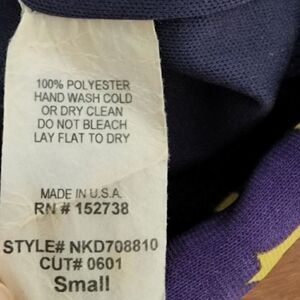 100% POLYESTER
HAND WASH COLD
OR DRY CLEAN
DO NOT BLEACH
LAY FLAT TO DRY
MADE IN U.S.A.
RN # 152738
STYLE# NKD708810
CUT# 0601
Small